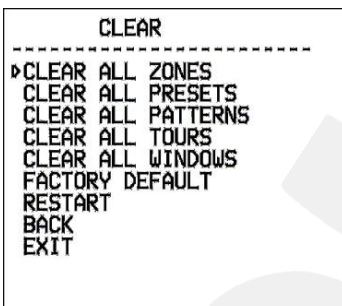 CLEAR
CLEAR ALL ZONES
CLEAR ALL PRESETS
CLEAR ALL PATTERNS
CLEAR ALL TOURS
CLEAR ALL WINDOWS
FACTORY DEFAULT
RESTART
BACK
EXIT